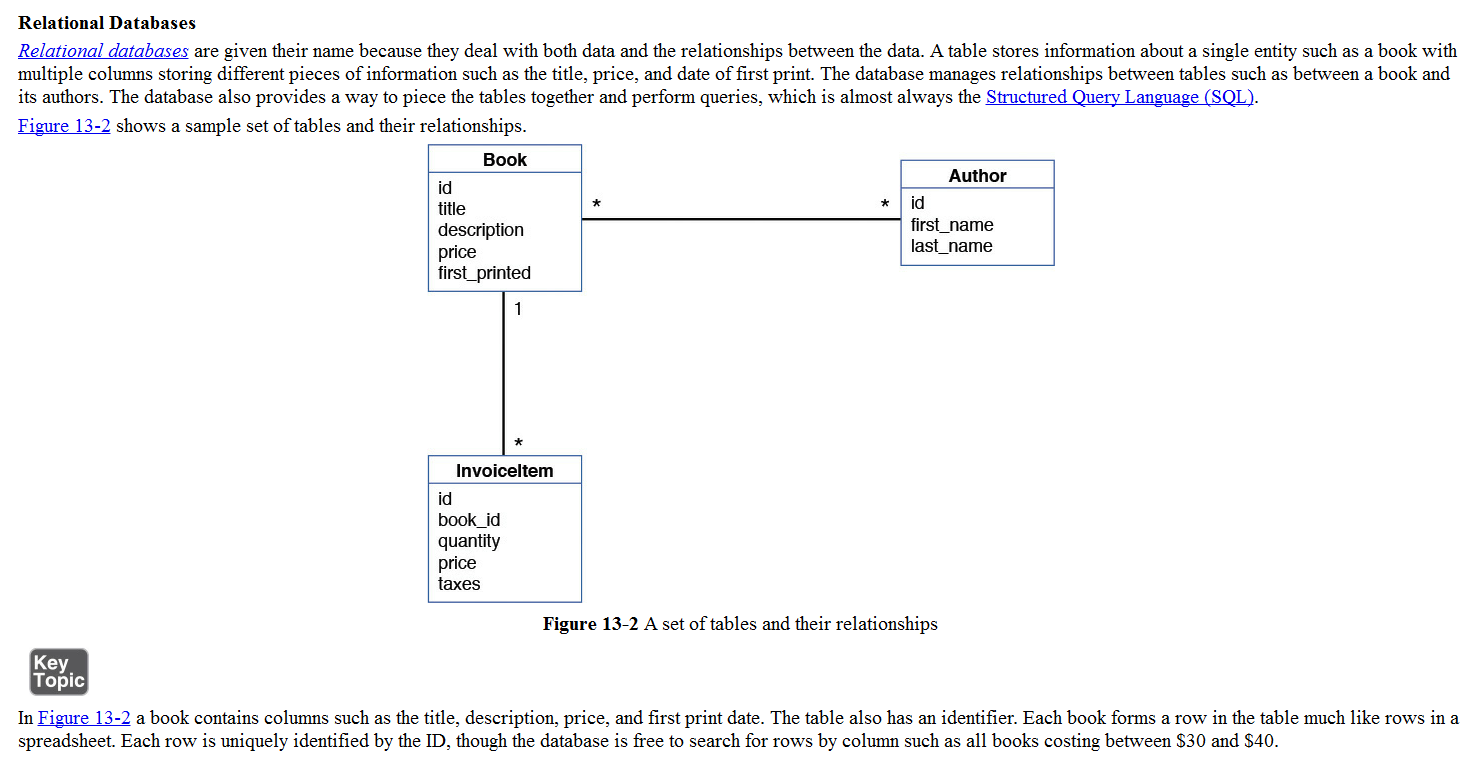 Relational Databases
Relational databases are given their name because they deal with both data and the relationships between the data. A table stores information about a single entity such as a book with
multiple columns storing different pieces of information such as the title, price, and date of first print. The database manages relationships between tables such as between a book and
its authors. The database also provides a way to piece the tables together and perform queries, which is almost always the Structured Query Language (SQL).
Figure 13-2 shows a sample set of tables and their relationships.
Book
id
title
description
price
first_printed
*
*
Author
id
first_name
last_name
1
*
InvoiceItem
id
book_id
quantity
price
taxes
Figure 13-2 A set of tables and their relationships
Key
Topic
In Figure 13-2 a book contains columns such as the title, description, price, and first print date. The table also has an identifier. Each book forms a row in the table much like rows in a
spreadsheet. Each row is uniquely identified by the ID, though the database is free to search for rows by column such as all books costing between $30 and $40.